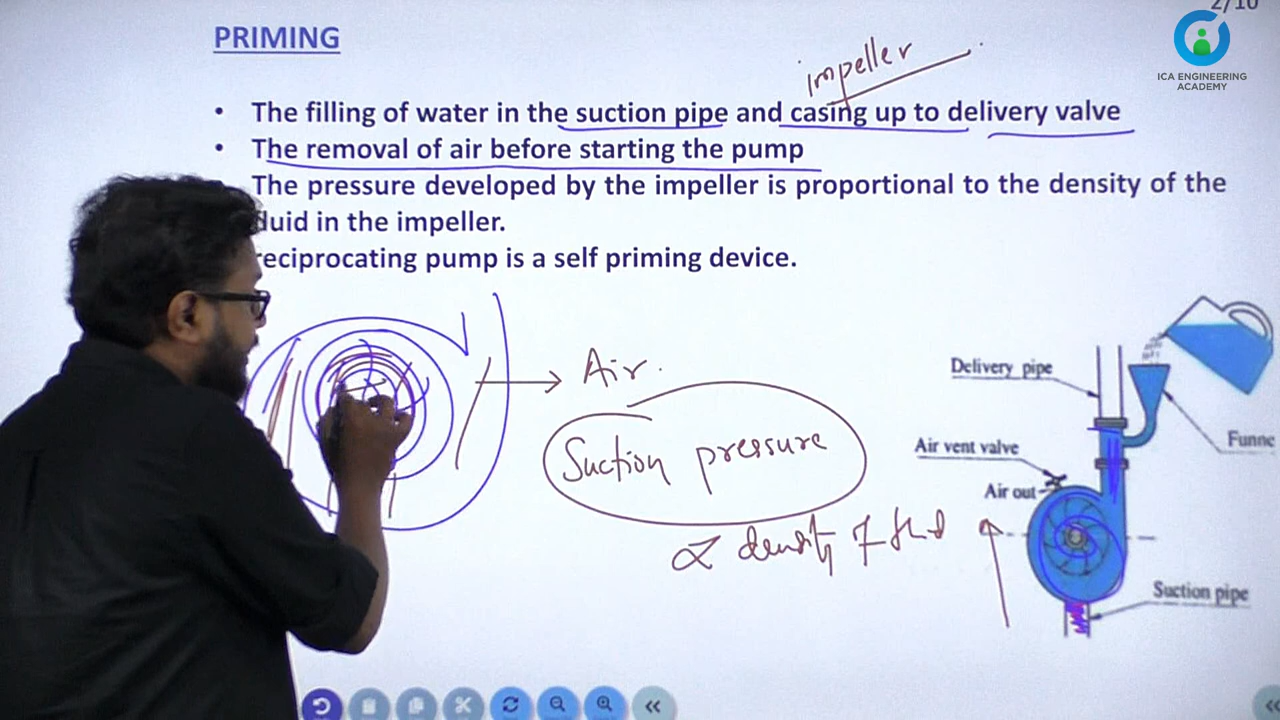 2/10
PRIMING
impeller
ICA ENGINEERING
ACADEMY
• The filling of water in the suction pipe and casing up to delivery valve
• The removal of air before starting the pump
The pressure developed by the impeller is proportional to the density of the
fluid in the impeller.
reciprocating pump is a self priming device.
Air.
Delivery pipe
Funne
Suction pressure
Air vent valve
Air out
∝ density of
Suction pipe